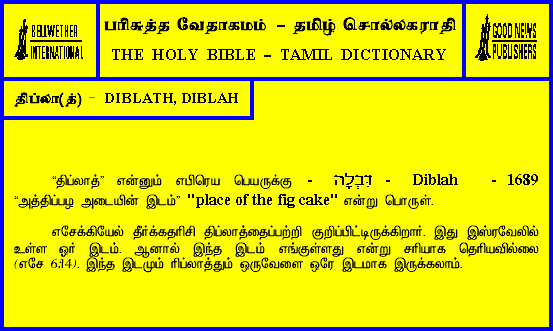 BELLWETHER
INTERNATIONAL
பரிசுத்த வேதாகமம் – தமிழ் சொல்லகராதி
THE HOLY BIBLE – TAMIL DICTIONARY
GOOD NEWS
PUBLISHERS
திப்லா(த்) - DIBLATH, DIBLAH
“திப்லாத்” என்னும் எபிரெய பெயருக்கு - דִּבְלָה - Diblah - 1689
“அத்திப்பழ அடையின் இடம்” "place of the fig cake" என்று பொருள்.
எசேக்கியேல் தீர்க்கதரிசி திப்லாத்தைப்பற்றி குறிப்பிட்டிருக்கிறார். இது இஸ்ரவேலில்
உள்ள ஓர் இடம். ஆனால் இந்த இடம் எங்குள்ளது என்று சரியாக தெரியவில்லை
(எசே 6:14). இந்த இடமும் ரிப்லாத்தும் ஒருவேளை ஒரே இடமாக இருக்கலாம்.